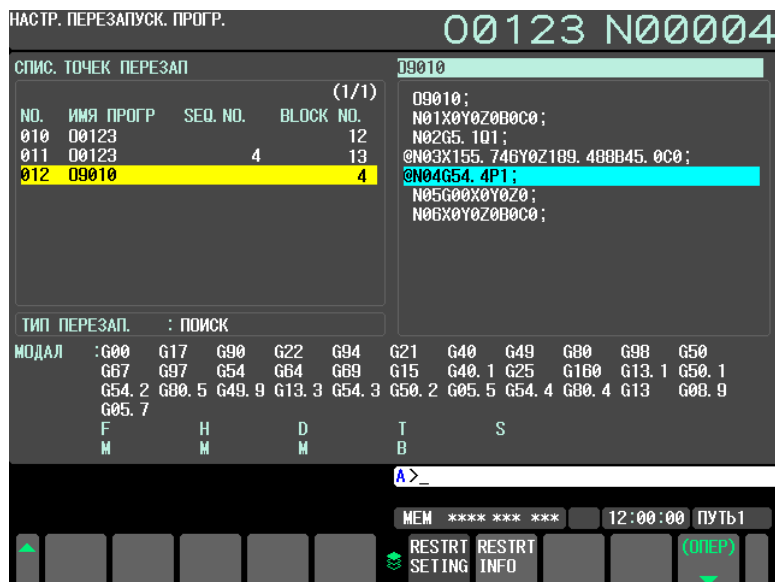 НАСТР. ПЕРЕЗАПУСК. ПРОГР.
O0123 N00004
СПИС. ТОЧЕК ПЕРЕЗАП
(1/1)
NO. ИМЯ ПРОГР SEQ. NO. BLOCK NO.
010 O0123 12
011 O0123 4 13
012 O9010 4
O9010
O9010;
N01X0Y0Z0B0C0;
N02G5.1Q1;
@N03X155.746Y0Z189.488B45.0C0;
@N04G54.4P1;
N05G00X0Y0Z0;
N06X0Y0Z0B0C0;
ТИП ПЕРЕЗАП. : ПОИСК
МОДАЛ :G00 G17 G90 G22 G94 G21 G40 G49 G80 G98 G50
G67 G97 G54 G64 G69 G15 G40.1 G25 G160 G13.1 G50.1
G54.2 G80.5 G49.9 G13.3 G54.3 G50.2 G05.5 G54.4 G80.4 G13 G08.9
G05.7
F H D T S
M M M B
A>_
MEM **** *** *** 12:00:00 ПУТЬ1
RESTRT RESTRT (ОПЕР)
SETING INFO